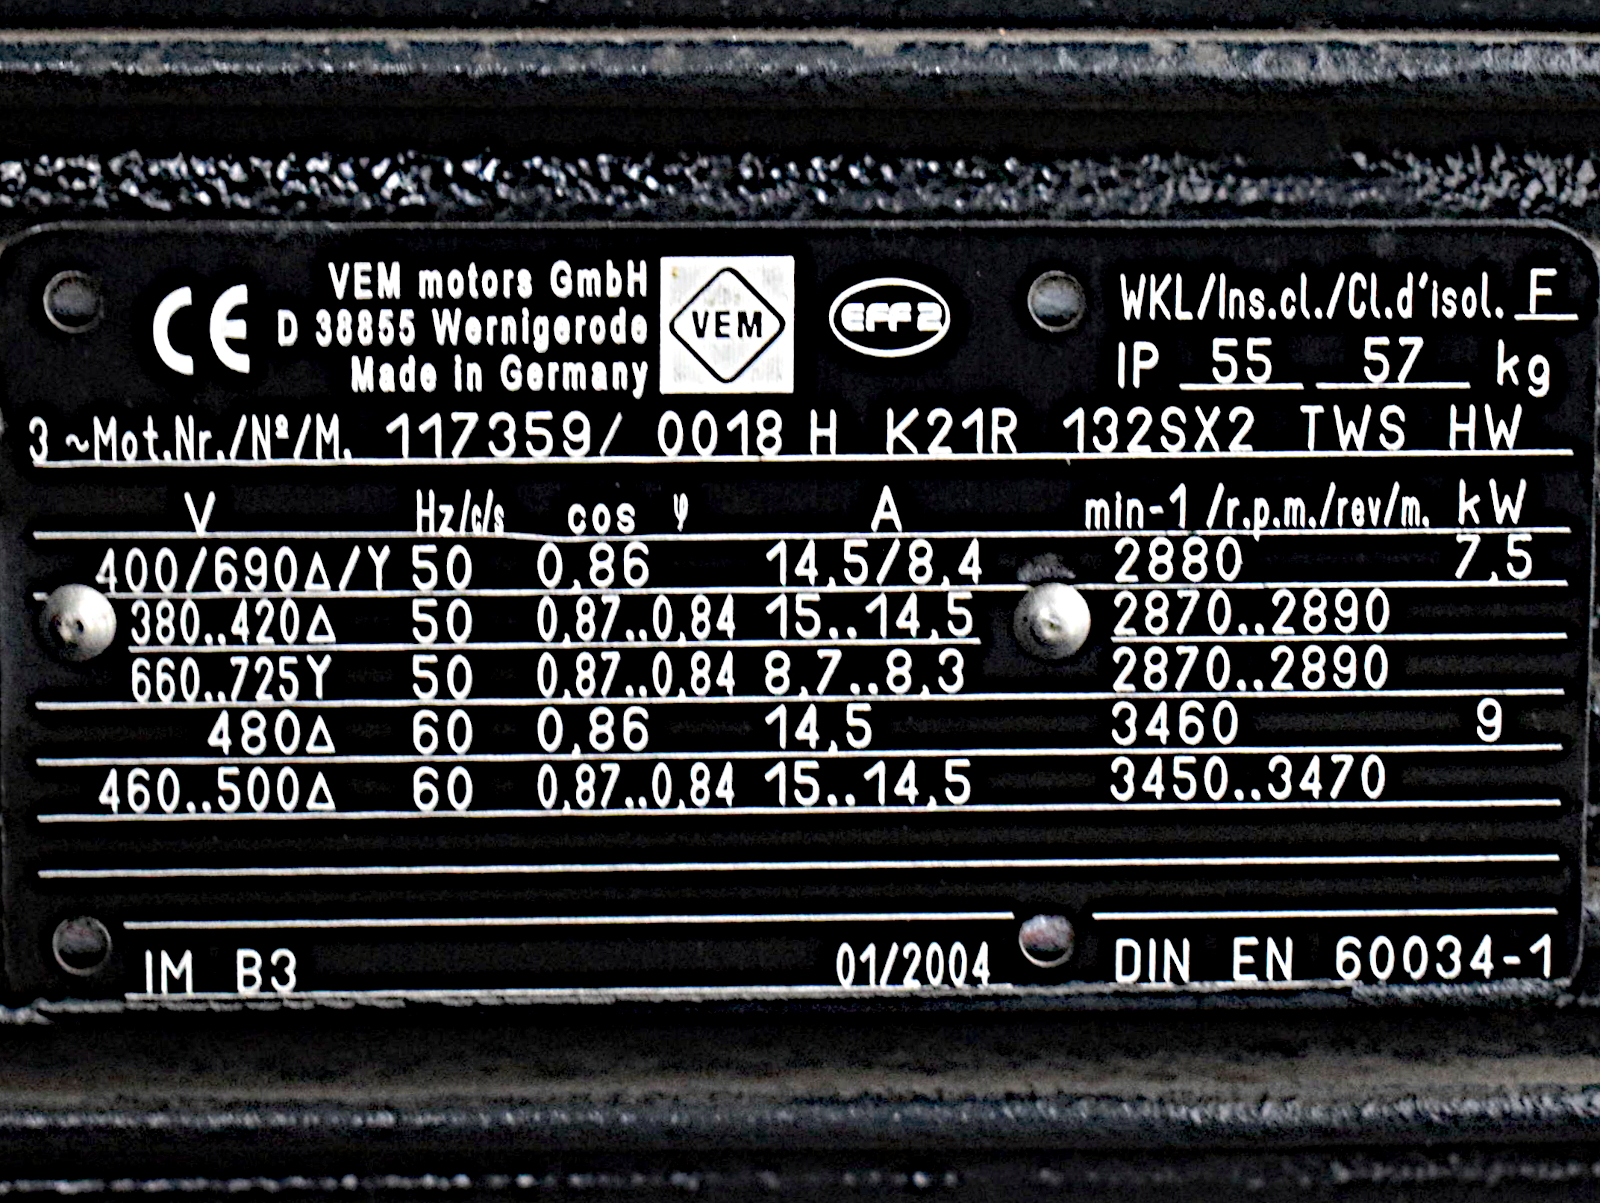 CE
VEM motors GmbH
D 38855 Wernigerode
Made in Germany
VEM
EFF 2
WKL/Ins.cl./Cl.d'isol. F
IP 55 57 kg
3 ~Mot.Nr./Nº/M. 117359/ 0018 H K21R 132SX2 TWS HW
V Hz/c/s cos φ A min-1/r.p.m./rev/m. kW
400/690Δ/Y 50 0,86 14,5/8,4 2880 7,5
380..420Δ 50 0,87..0,84 15..14,5 2870..2890
660..725Y 50 0,87..0,84 8,7..8,3 2870..2890
480Δ 60 0,86 14,5 3460 9
460..500Δ 60 0,87..0,84 15..14,5 3450..3470
IM B3 01/2004 DIN EN 60034-1